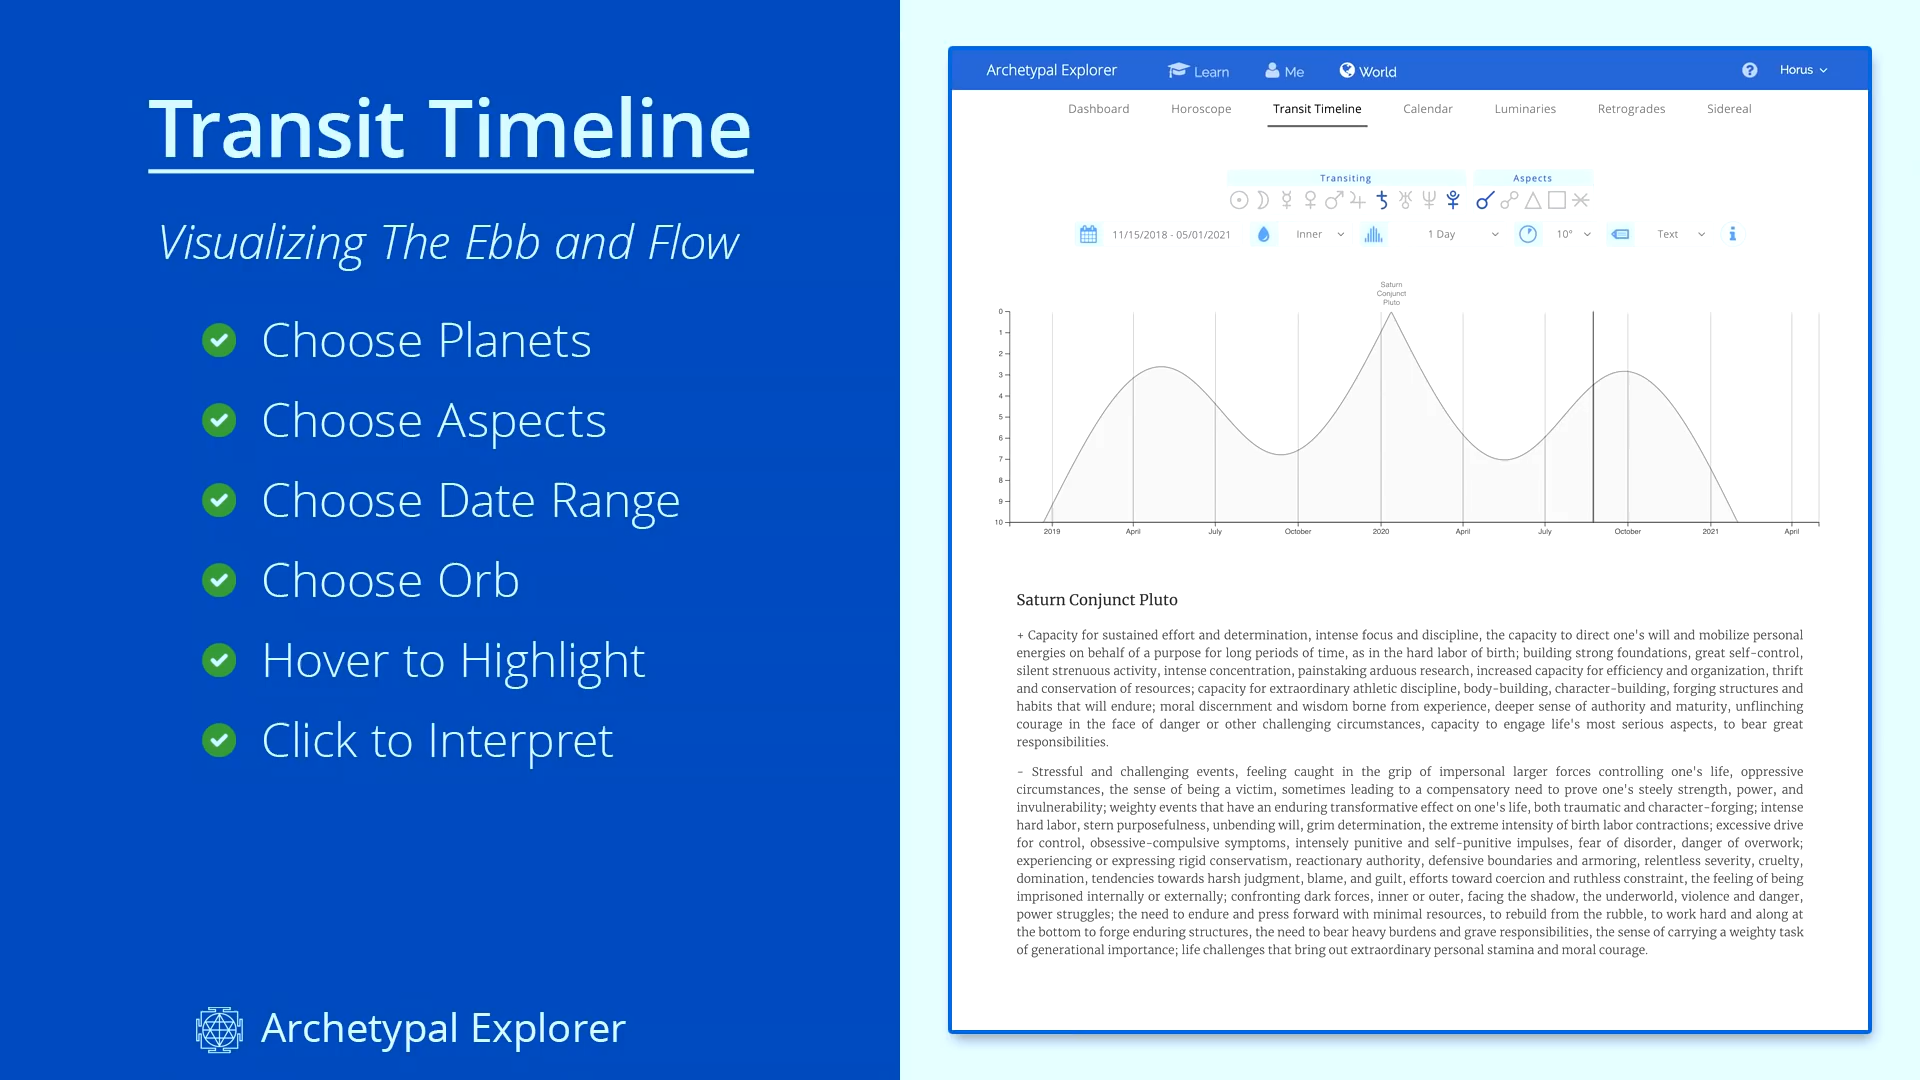 Transit Timeline
Visualizing The Ebb and Flow
Choose Planets
Choose Aspects
Choose Date Range
Choose Orb
Hover to Highlight
Click to Interpret
Archetypal Explorer
Archetypal Explorer Learn Me World ? Horus
Dashboard Horoscope Transit Timeline Calendar Luminaries Retrogrades Sidereal
Transiting Aspects
11/15/2018 - 05/01/2021 Inner 1 Day 10° Text i
Saturn
Conjunct
Pluto
0
1
2
3
4
5
6
7
8
9
10
2019 April July October 2020 April July October 2021 April
Saturn Conjunct Pluto
+ Capacity for sustained effort and determination, intense focus and discipline, the capacity to direct one's will and mobilize personal
energies on behalf of a purpose for long periods of time, as in the hard labor of birth; building strong foundations, great self-control,
silent strenuous activity, intense concentration, painstaking arduous research, increased capacity for efficiency and organization, thrift
and conservation of resources; capacity for extraordinary athletic discipline, body-building, character-building, forging structures and
habits that will endure; moral discernment and wisdom borne from experience, deeper sense of authority and maturity, unflinching
courage in the face of danger or other challenging circumstances, capacity to engage life's most serious aspects, to bear great
responsibilities.
- Stressful and challenging events, feeling caught in the grip of impersonal larger forces controlling one's life, oppressive
circumstances, the sense of being a victim, sometimes leading to a compensatory need to prove one's steely strength, power, and
invulnerability; weighty events that have an enduring transformative effect on one's life, both traumatic and character-forging; intense
hard labor, stern purposefulness, unbending will, grim determination, the extreme intensity of birth labor contractions; excessive drive
for control, obsessive-compulsive symptoms, intensely punitive and self-punitive impulses, fear of disorder, danger of overwork;
experiencing or expressing rigid conservatism, reactionary authority, defensive boundaries and armoring, relentless severity, cruelty,
domination, tendencies towards harsh judgment, blame, and guilt, efforts toward coercion and ruthless constraint, the feeling of being
imprisoned internally or externally; confronting dark forces, inner or outer, facing the shadow, the underworld, violence and danger,
power struggles; the need to endure and press forward with minimal resources, to rebuild from the rubble, to work hard and along at
the bottom to forge enduring structures, the need to bear heavy burdens and grave responsibilities, the sense of carrying a weighty task
of generational importance; life challenges that bring out extraordinary personal stamina and moral courage.